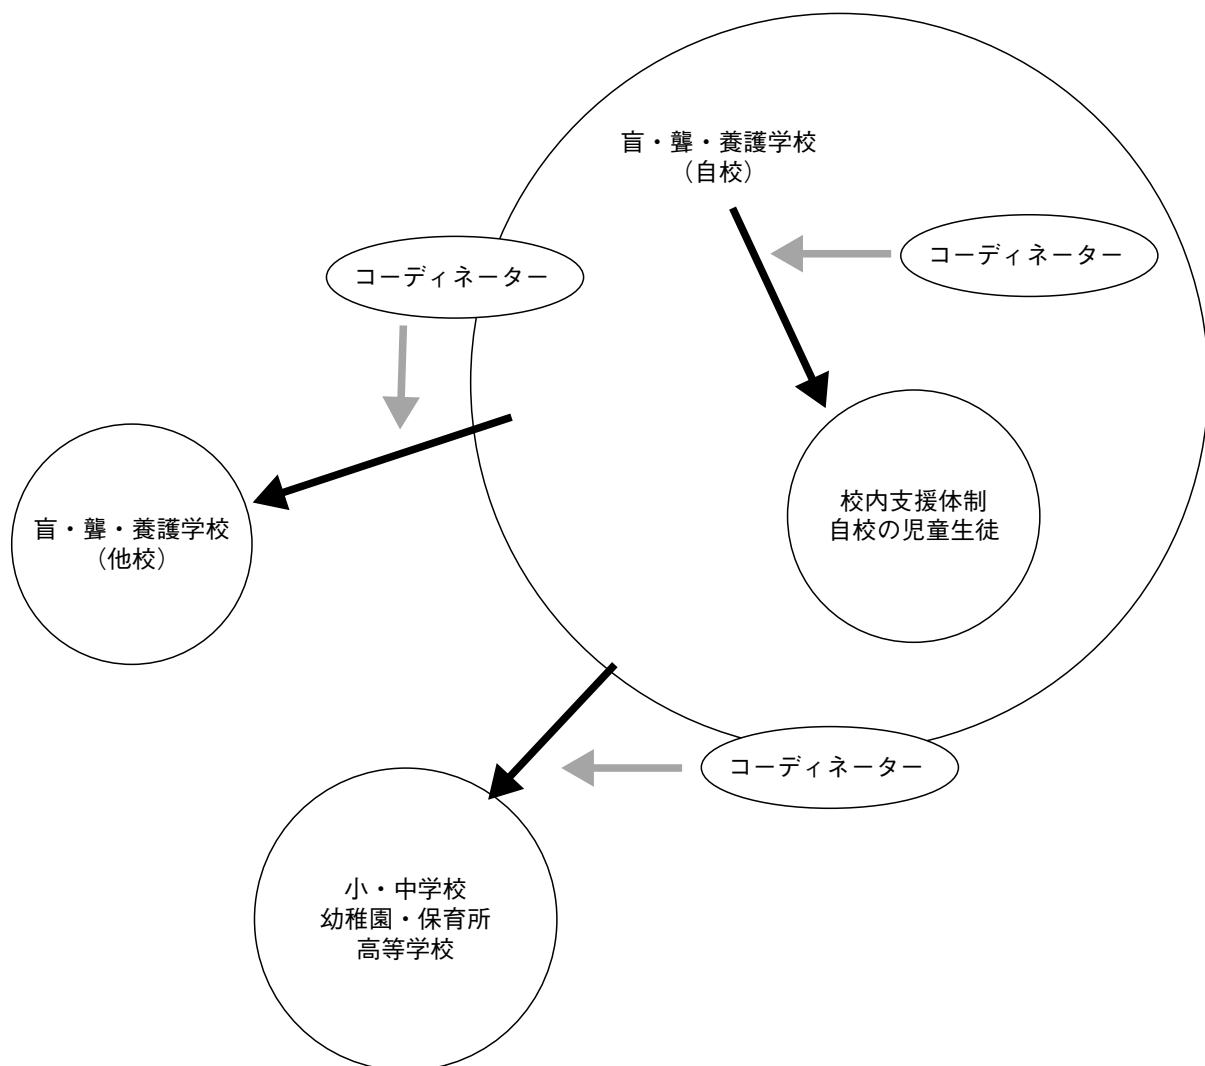 盲・聾・養護学校
（自校）
コーディネーター
コーディネーター
盲・聾・養護学校
（他校）
校内支援体制
自校の児童生徒
コーディネーター
小・中学校
幼稚園・保育所
高等学校